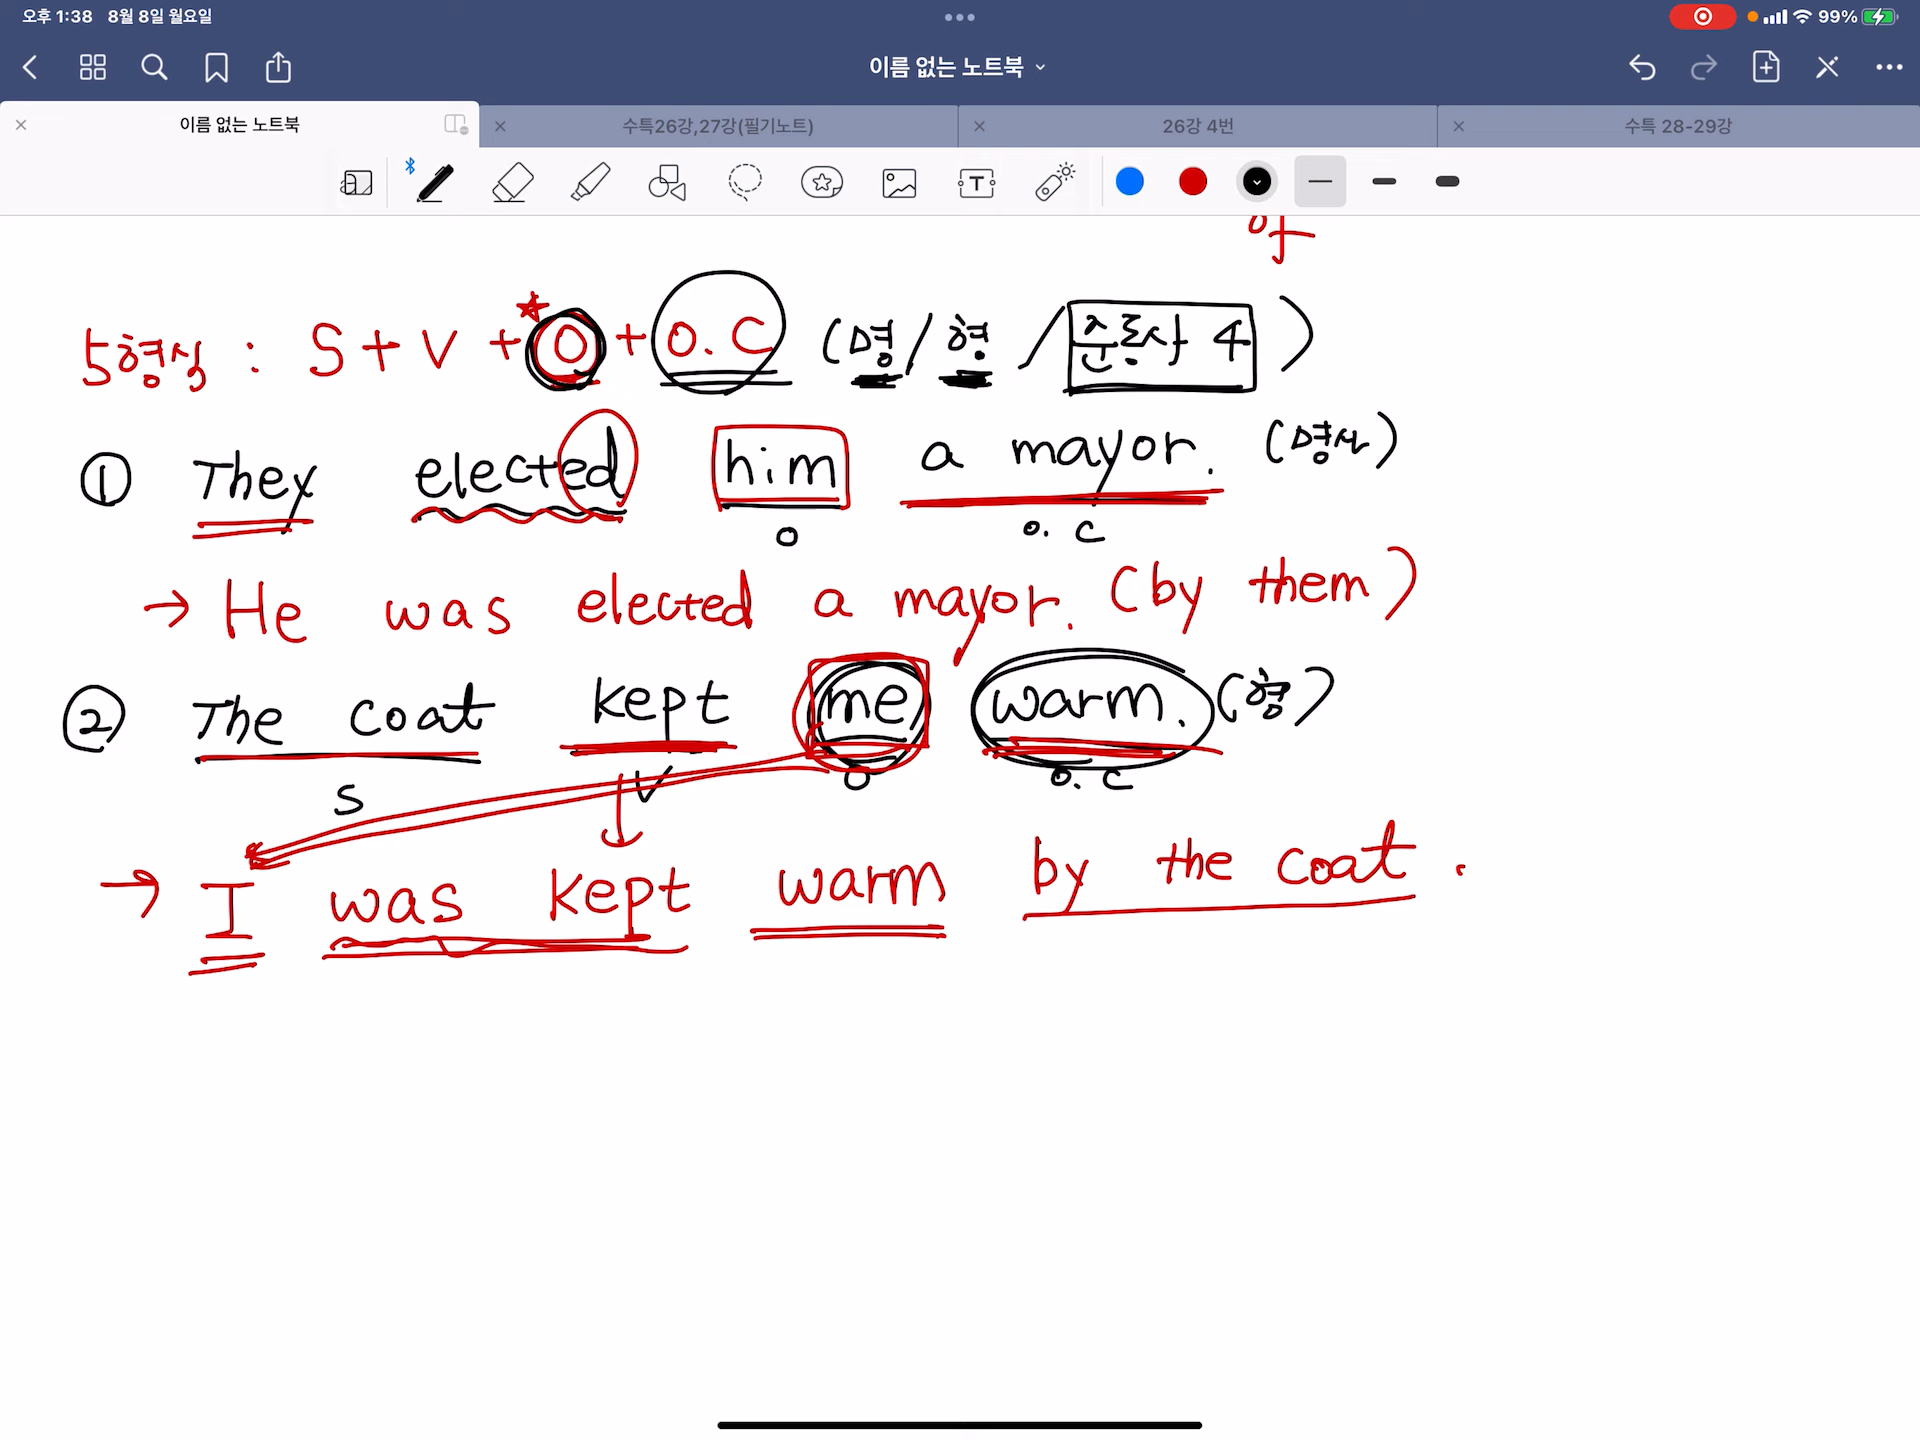 오후 1:38 8월 8일 월요일 99%
이름 없는 노트북
이름 없는 노트북 수특26강,27강(필기노트) 26강 4번 수특 28-29강
5형식 : S + V + O + O.C (명/형/준동사 4)
① They elected him a mayor. (명사)
O O.C
→ He was elected a mayor. (by them)
② The coat kept me warm. (형)
S V O O.C
→ I was kept warm by the coat.